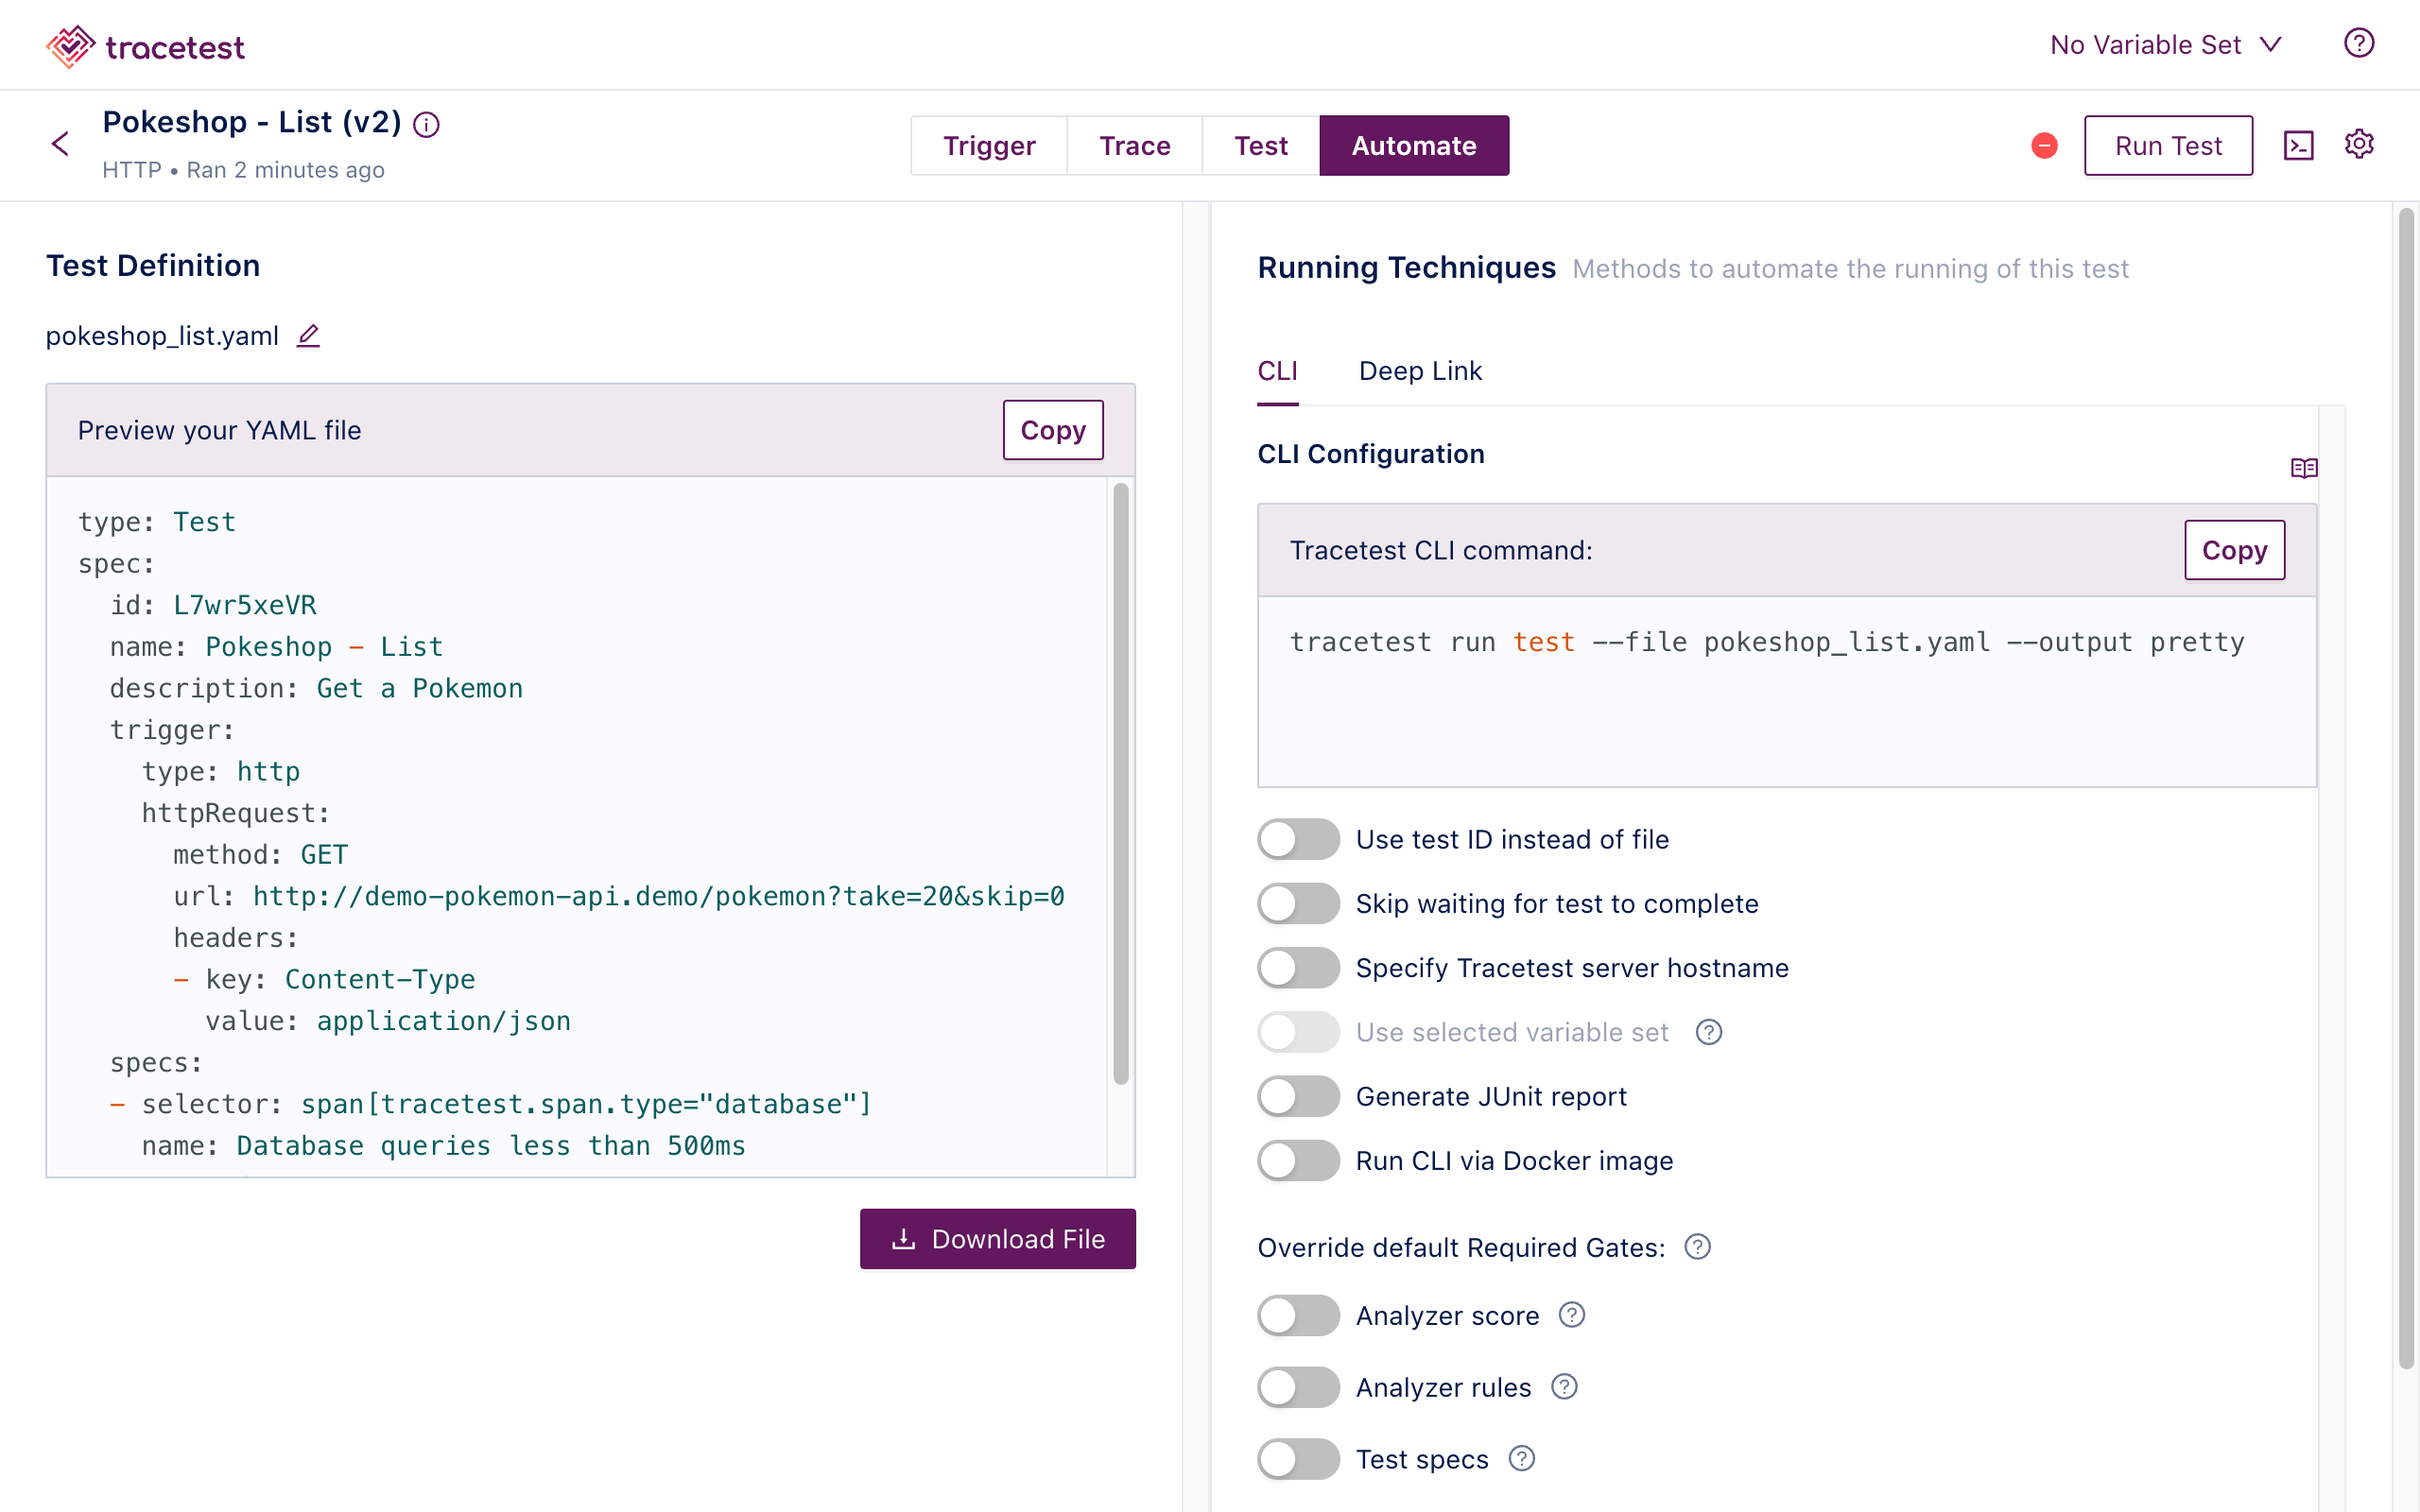 tracetest
No Variable Set
Pokeshop - List (v2)
HTTP • Ran 2 minutes ago
Trigger
Trace
Test
Automate
Run Test
Test Definition
pokeshop_list.yaml
Preview your YAML file
Copy
type: Test
spec:
id: L7wr5xeVR
name: Pokeshop - List
description: Get a Pokemon
trigger:
type: http
httpRequest:
method: GET
url: http://demo-pokemon-api.demo/pokemon?take=20&skip=0
headers:
- key: Content-Type
value: application/json
specs:
- selector: span[tracetest.span.type="database"]
name: Database queries less than 500ms
Download File
Running Techniques Methods to automate the running of this test
CLI
Deep Link
CLI Configuration
Tracetest CLI command:
Copy
tracetest run test --file pokeshop_list.yaml --output pretty
Use test ID instead of file
Skip waiting for test to complete
Specify Tracetest server hostname
Use selected variable set
Generate JUnit report
Run CLI via Docker image
Override default Required Gates:
Analyzer score
Analyzer rules
Test specs